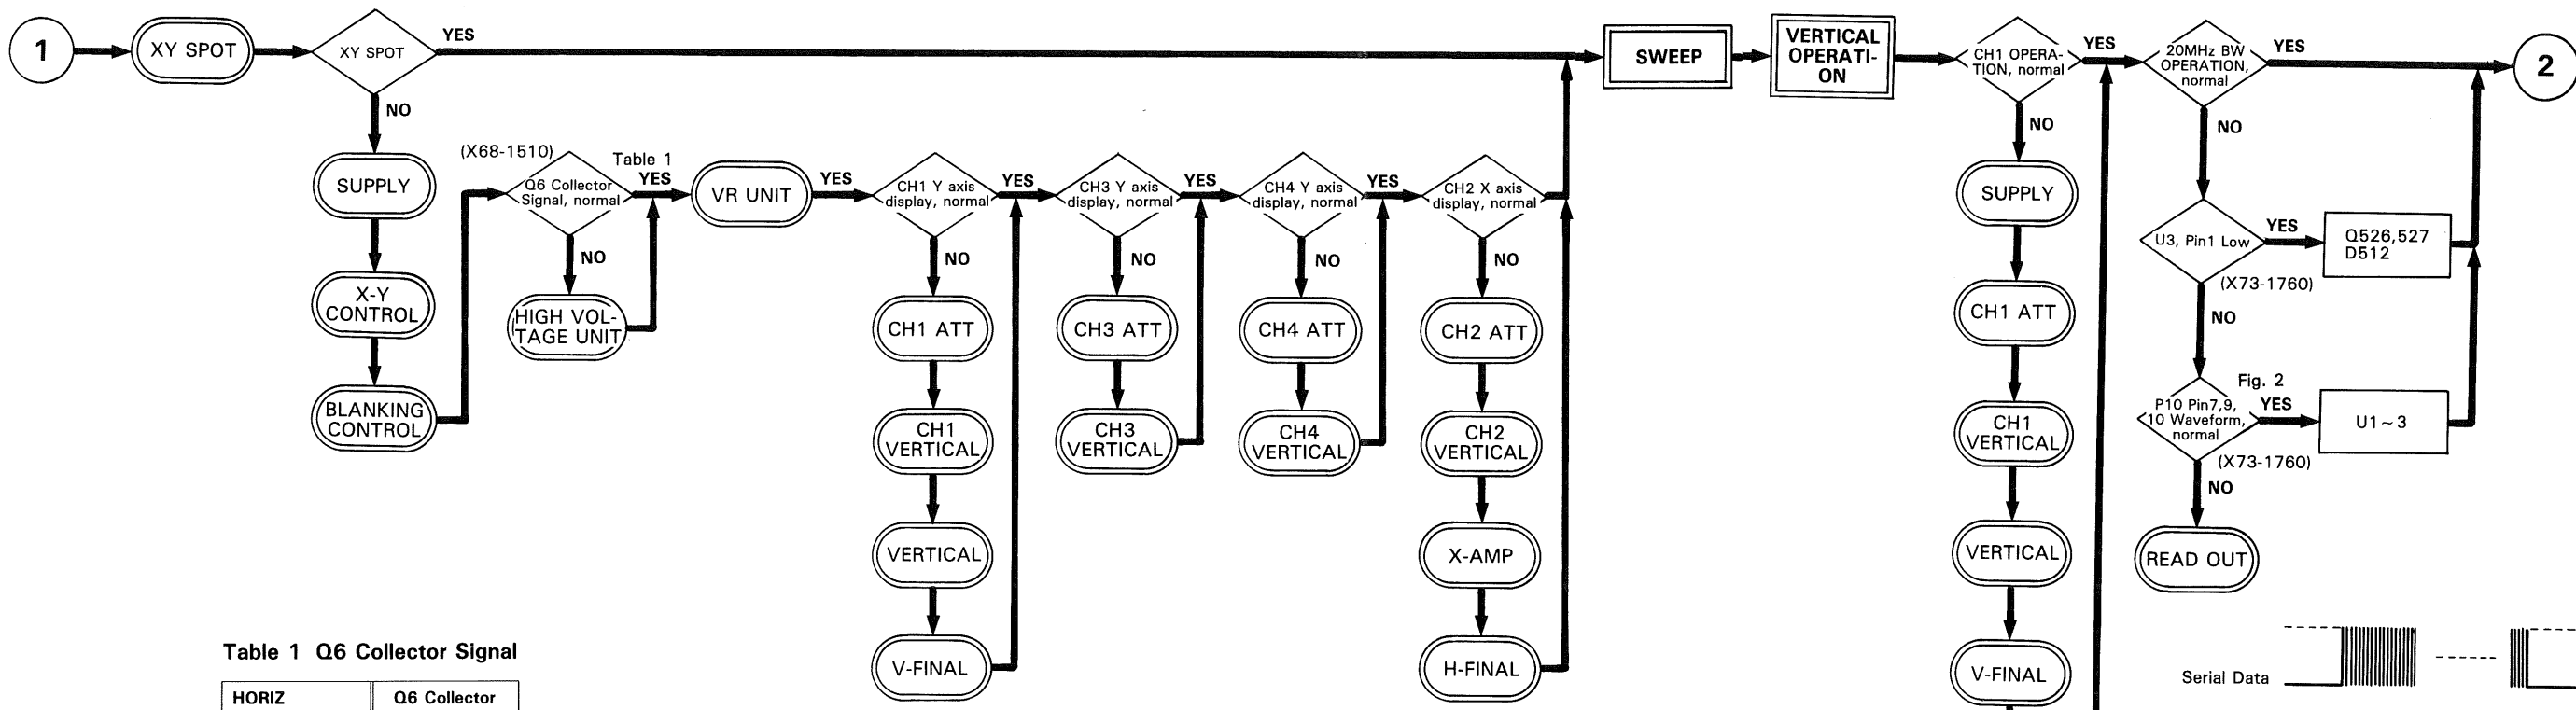 1
XY SPOT
XY SPOT
YES
NO
SUPPLY
X-Y
CONTROL
BLANKING
CONTROL
(X68-1510)
Q6 Collector
Signal, normal
Table 1
YES
NO
HIGH VOL-
TAGE UNIT
VR UNIT
YES
CH1 Y axis
display, normal
YES
NO
CH1 ATT
CH1
VERTICAL
VERTICAL
V-FINAL
CH3 Y axis
display, normal
YES
NO
CH3 ATT
CH3
VERTICAL
CH4 Y axis
display, normal
YES
NO
CH4 ATT
CH4
VERTICAL
CH2 X axis
display, normal
NO
CH2 ATT
CH2
VERTICAL
X-AMP
H-FINAL
SWEEP
VERTICAL
OPERATI-
ON
CH1 OPERA-
TION, normal
YES
NO
SUPPLY
CH1 ATT
CH1
VERTICAL
VERTICAL
V-FINAL
20MHz BW
OPERATION,
normal
YES
NO
U3, Pin1 Low
YES
Q526,527
D512
(X73-1760)
NO
P10 Pin7,9,
10 Waveform,
normal
Fig. 2
YES
U1~3
(X73-1760)
NO
READ OUT
2
Table 1 Q6 Collector Signal
HORIZ
Q6 Collector
Serial Data